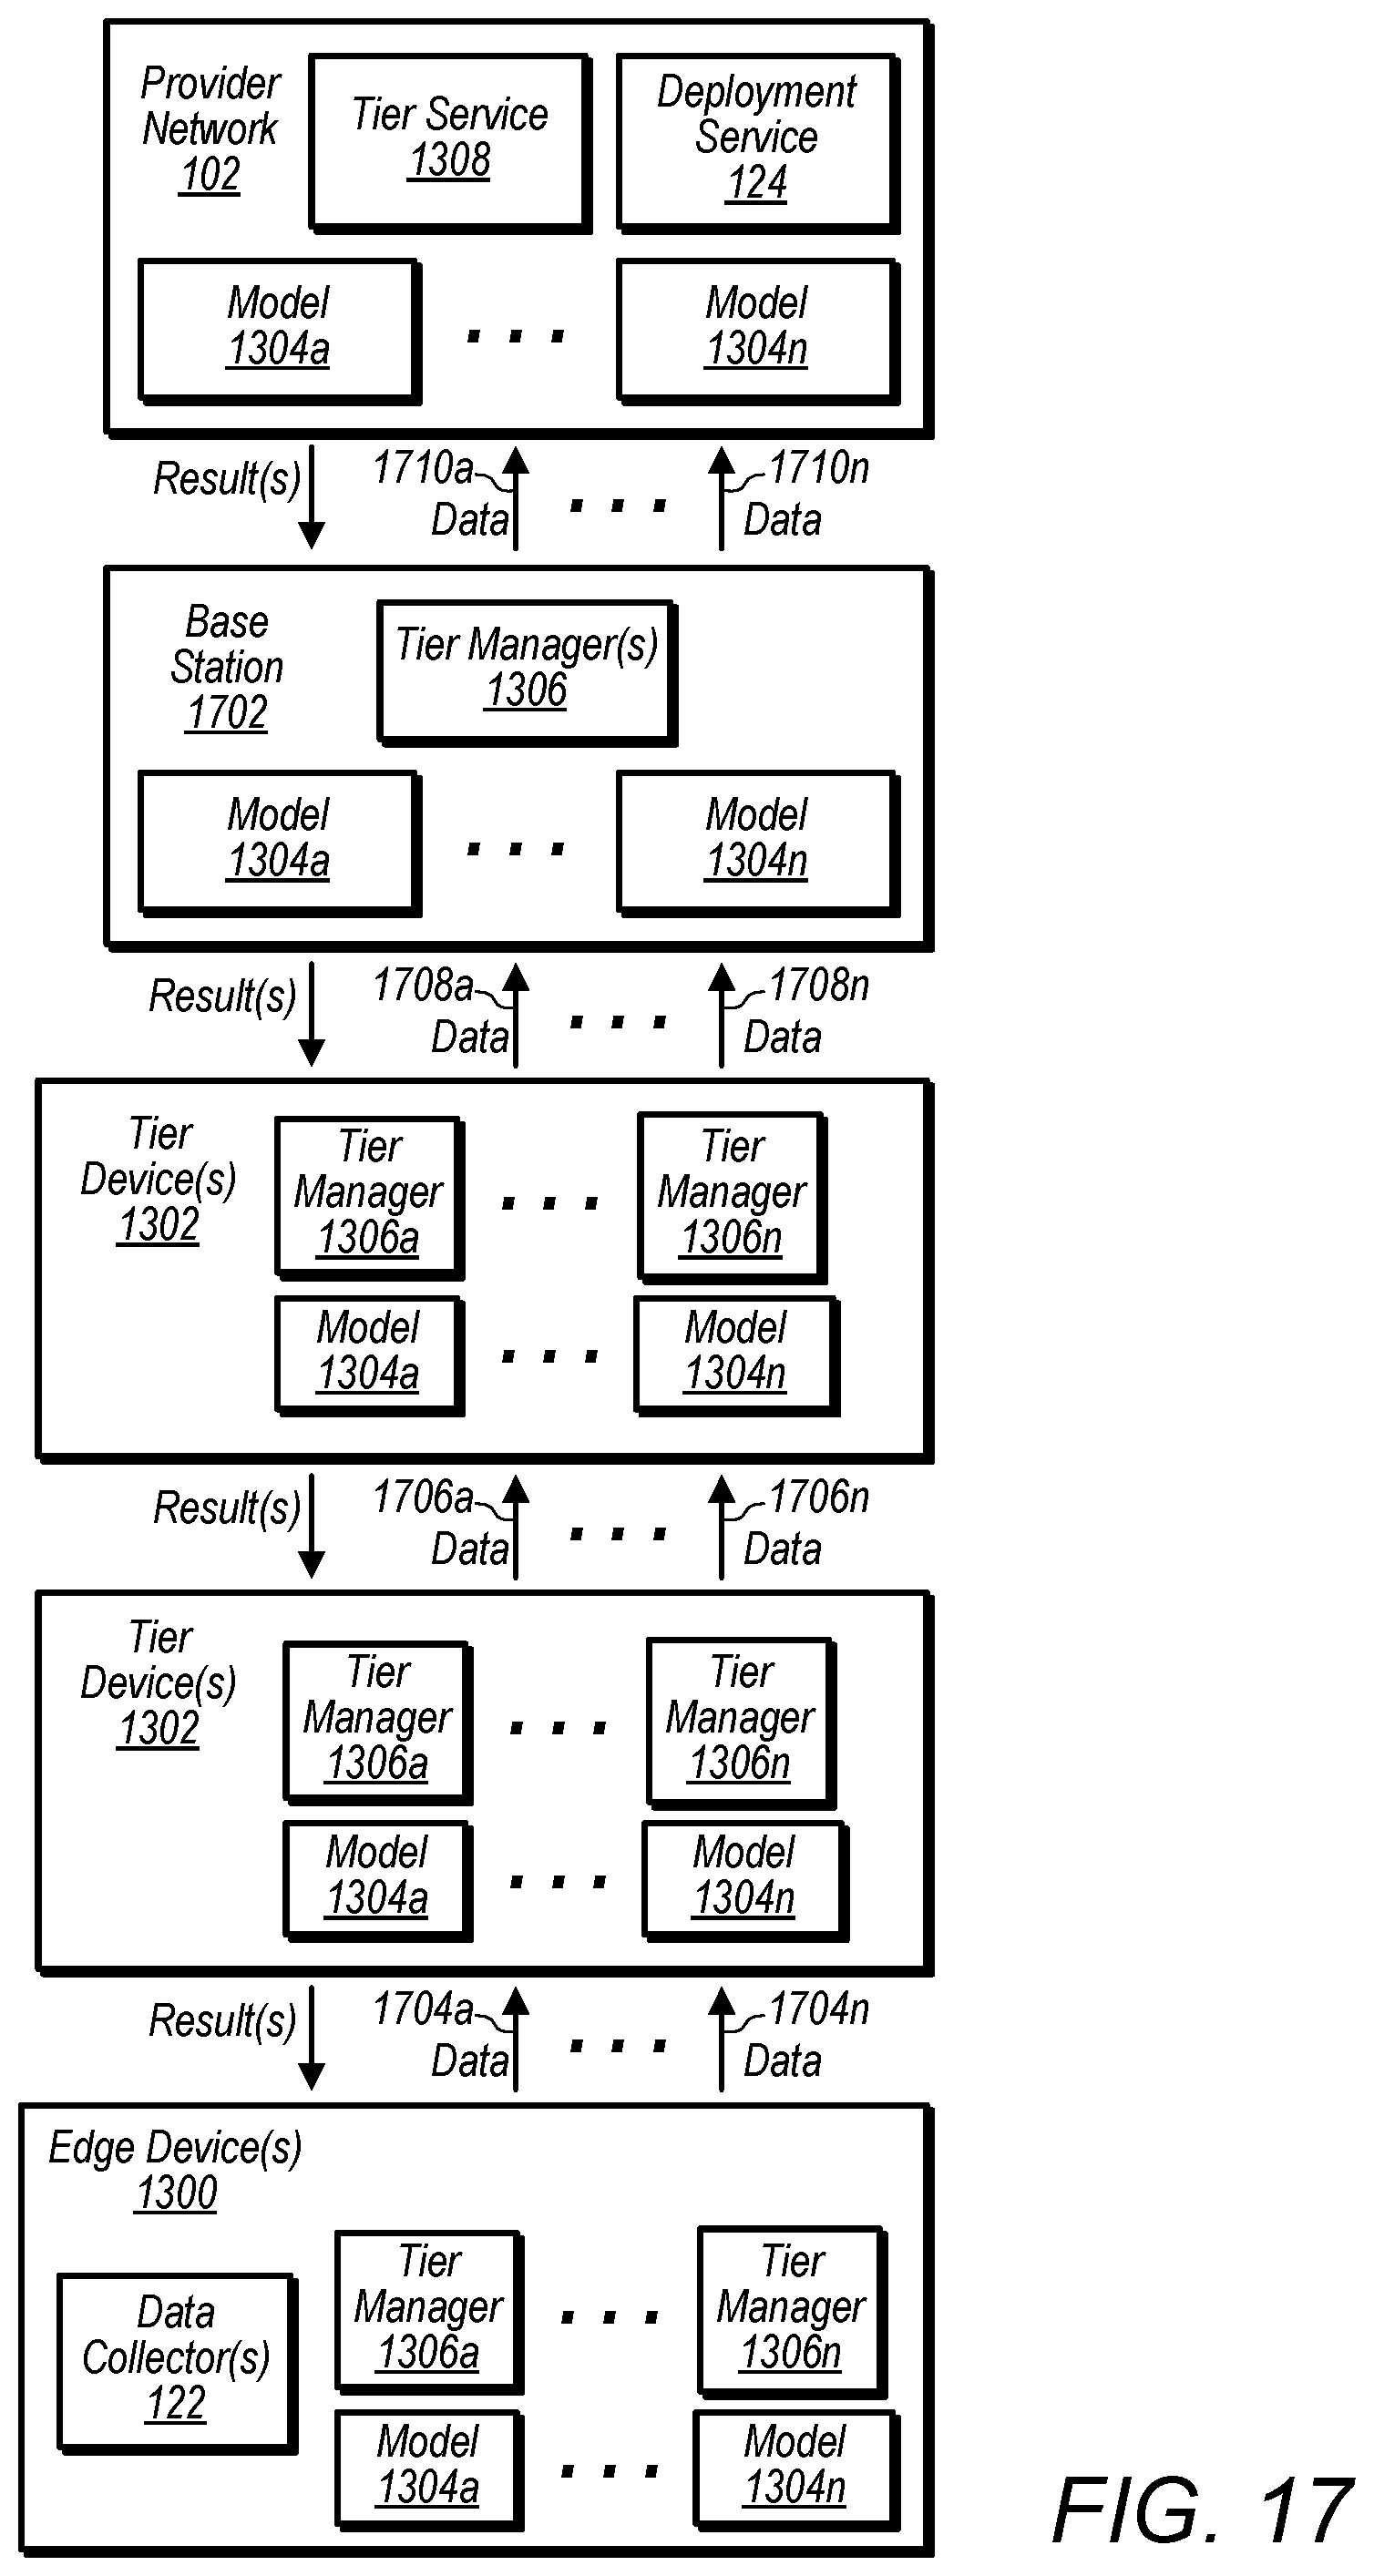 Provider
Network
102
Tier Service
1308
Deployment
Service
124
Model
1304a
Model
1304n
Result(s)
1710a
Data
1710n
Data
Base
Station
1702
Tier Manager(s)
1306
Model
1304a
Model
1304n
Result(s)
1708a
Data
1708n
Data
Tier
Device(s)
1302
Tier
Manager
1306a
Tier
Manager
1306n
Model
1304a
Model
1304n
Result(s)
1706a
Data
1706n
Data
Tier
Device(s)
1302
Tier
Manager
1306a
Tier
Manager
1306n
Model
1304a
Model
1304n
Result(s)
1704a
Data
1704n
Data
Edge Device(s)
1300
Data
Collector(s)
122
Tier
Manager
1306a
Tier
Manager
1306n
Model
1304a
Model
1304n
FIG. 17